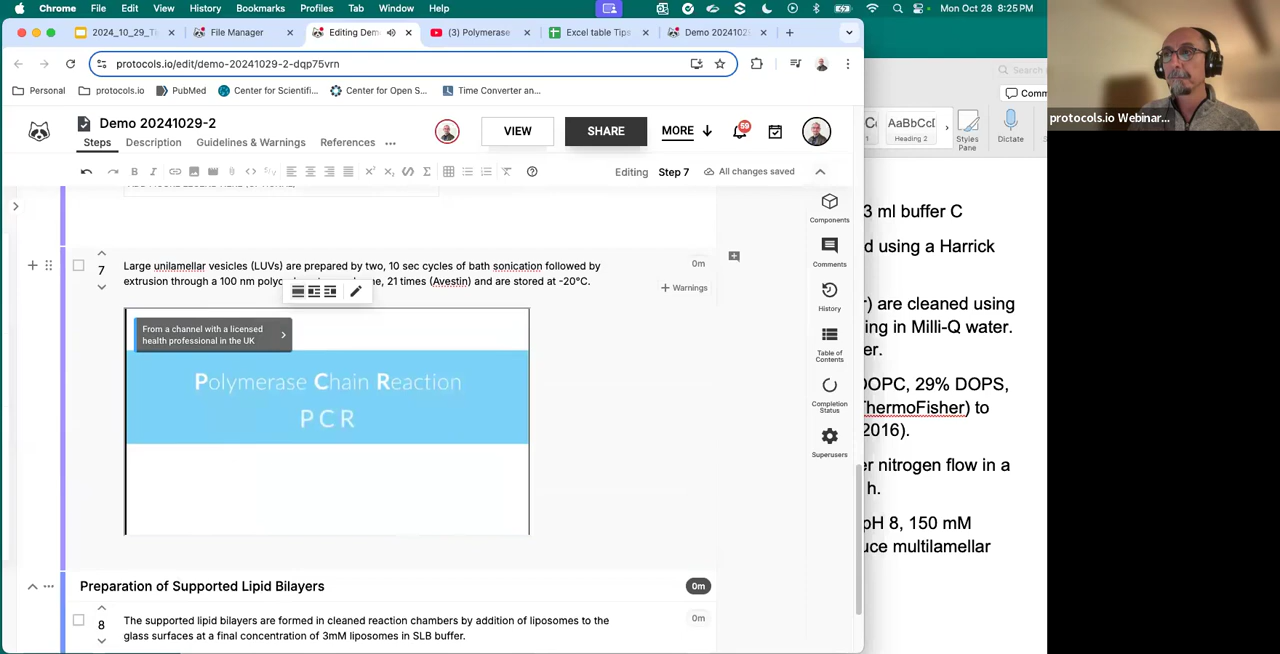 Chrome File Edit View History Bookmarks Profiles Tab Window Help Mon Oct 28 8:25 PM
2024_10_29_Ti File Manager Editing Dem (3) Polymerase Excel table Tips Demo 2024102
protocols.io/edit/demo-20241029-2-dqp75vrn
Personal protocols.io PubMed Center for Scientifi... Center for Open S... Time Converter an...
Demo 20241029-2
VIEW SHARE MORE 69
Steps Description Guidelines & Warnings References
Editing Step 7 All changes saved
7
Large unilamellar vesicles (LUVs) are prepared by two, 10 sec cycles of bath sonication followed by
extrusion through a 100 nm 21 times (Avestin) and are stored at -20°C.
0m
Warnings
From a channel with a licensed
health professional in the UK
Polymerase Chain Reaction
PCR
Preparation of Supported Lipid Bilayers
0m
8
The supported lipid bilayers are formed in cleaned reaction chambers by addition of liposomes to the
glass surfaces at a final concentration of 3mM liposomes in SLB buffer.
0m
Components
Comments
History
Table of
Contents
Completion
Status
Superusers
Search
Comm
AaBbCcD
Heading 2
Styles
Pane
Dictate
3 ml buffer C
d using a Harrick
) are cleaned using
ing in Milli-Q water.
er.
DOPC, 29% DOPS,
ThermoFisher) to
2016).
er nitrogen flow in a
h.
pH 8, 150 mM
uce multilamellar
protocols.io Webinar...